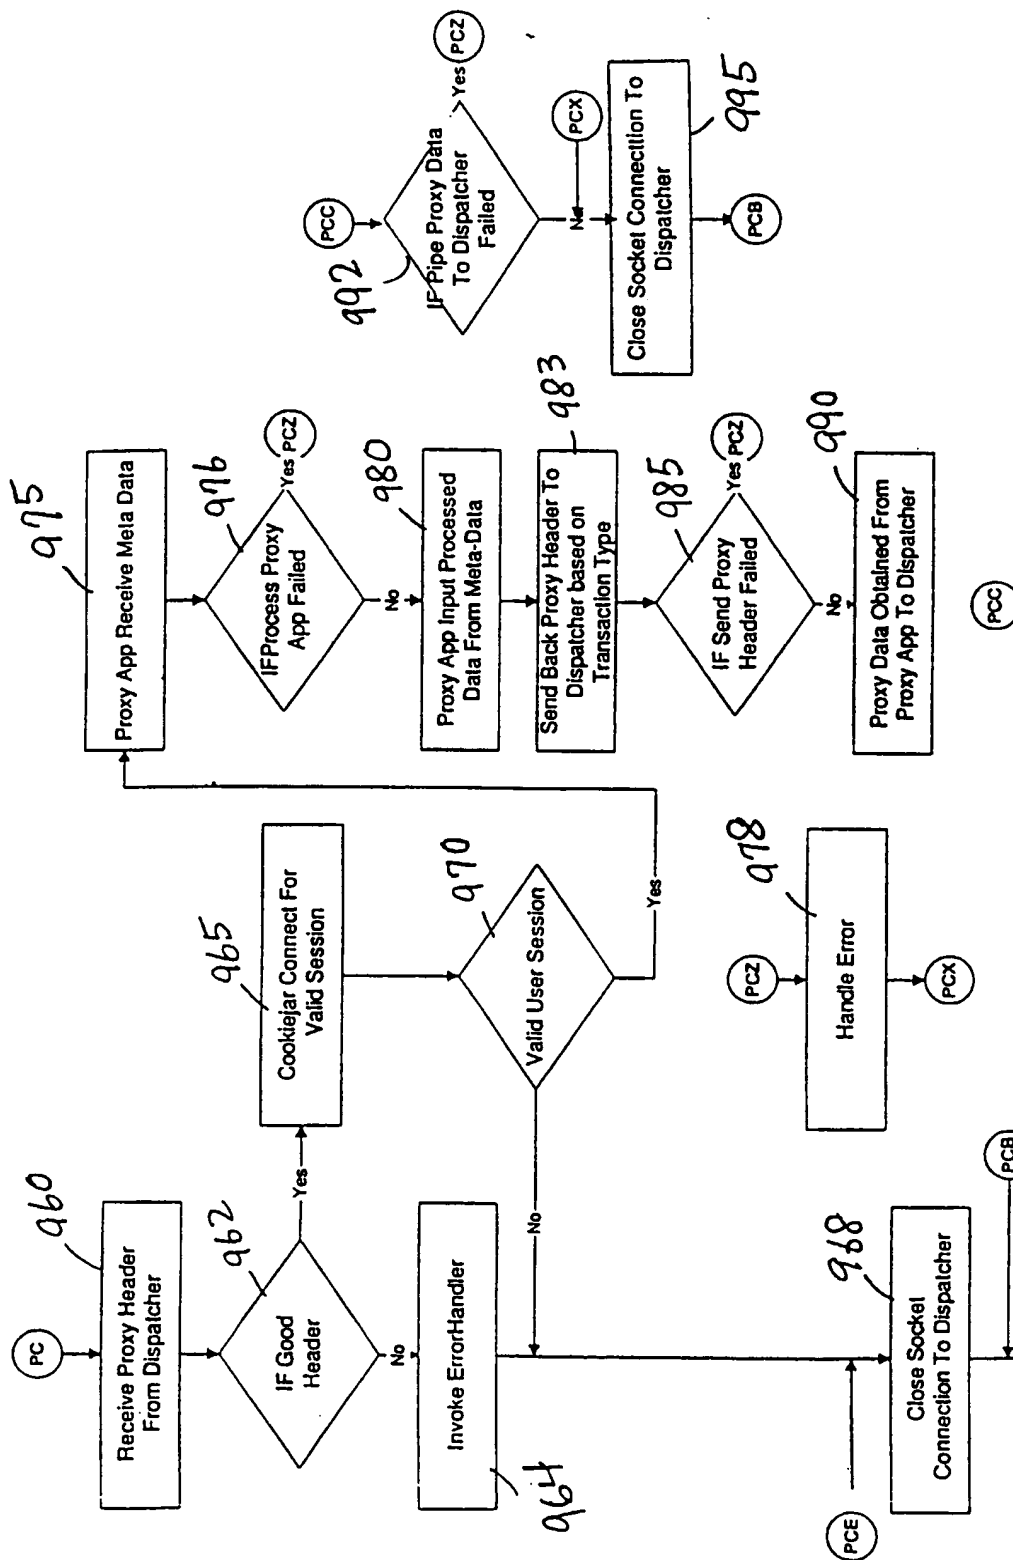 PC
960
Receive Proxy Header
From Dispatcher
962
IF Good
Header
Yes
No
Invoke ErrorHandler
964
965
Cookiejar Connect For
Valid Session
970
Valid User Session
No
Yes
PCE
968
Close Socket
Connection To Dispatcher
PCB
PCZ
978
Handle Error
PCX
975
Proxy App Receive Meta Data
976
IFProcess Proxy
App Failed
Yes
PCZ
No
980
Proxy App Input Processed
Data From Meta-Data
983
Send Back Proxy Header To
Dispatcher based on
Transaction Type
985
IF Send Proxy
Header Failed
Yes
PCZ
No
990
Proxy Data Obtained From
Proxy App To Dispatcher
PCC
PCC
992
IF Pipe Proxy Data
To Dispatcher
Failed
Yes
PCZ
No
PCX
995
Close Socket Connecttion To
Dispatcher
PCB